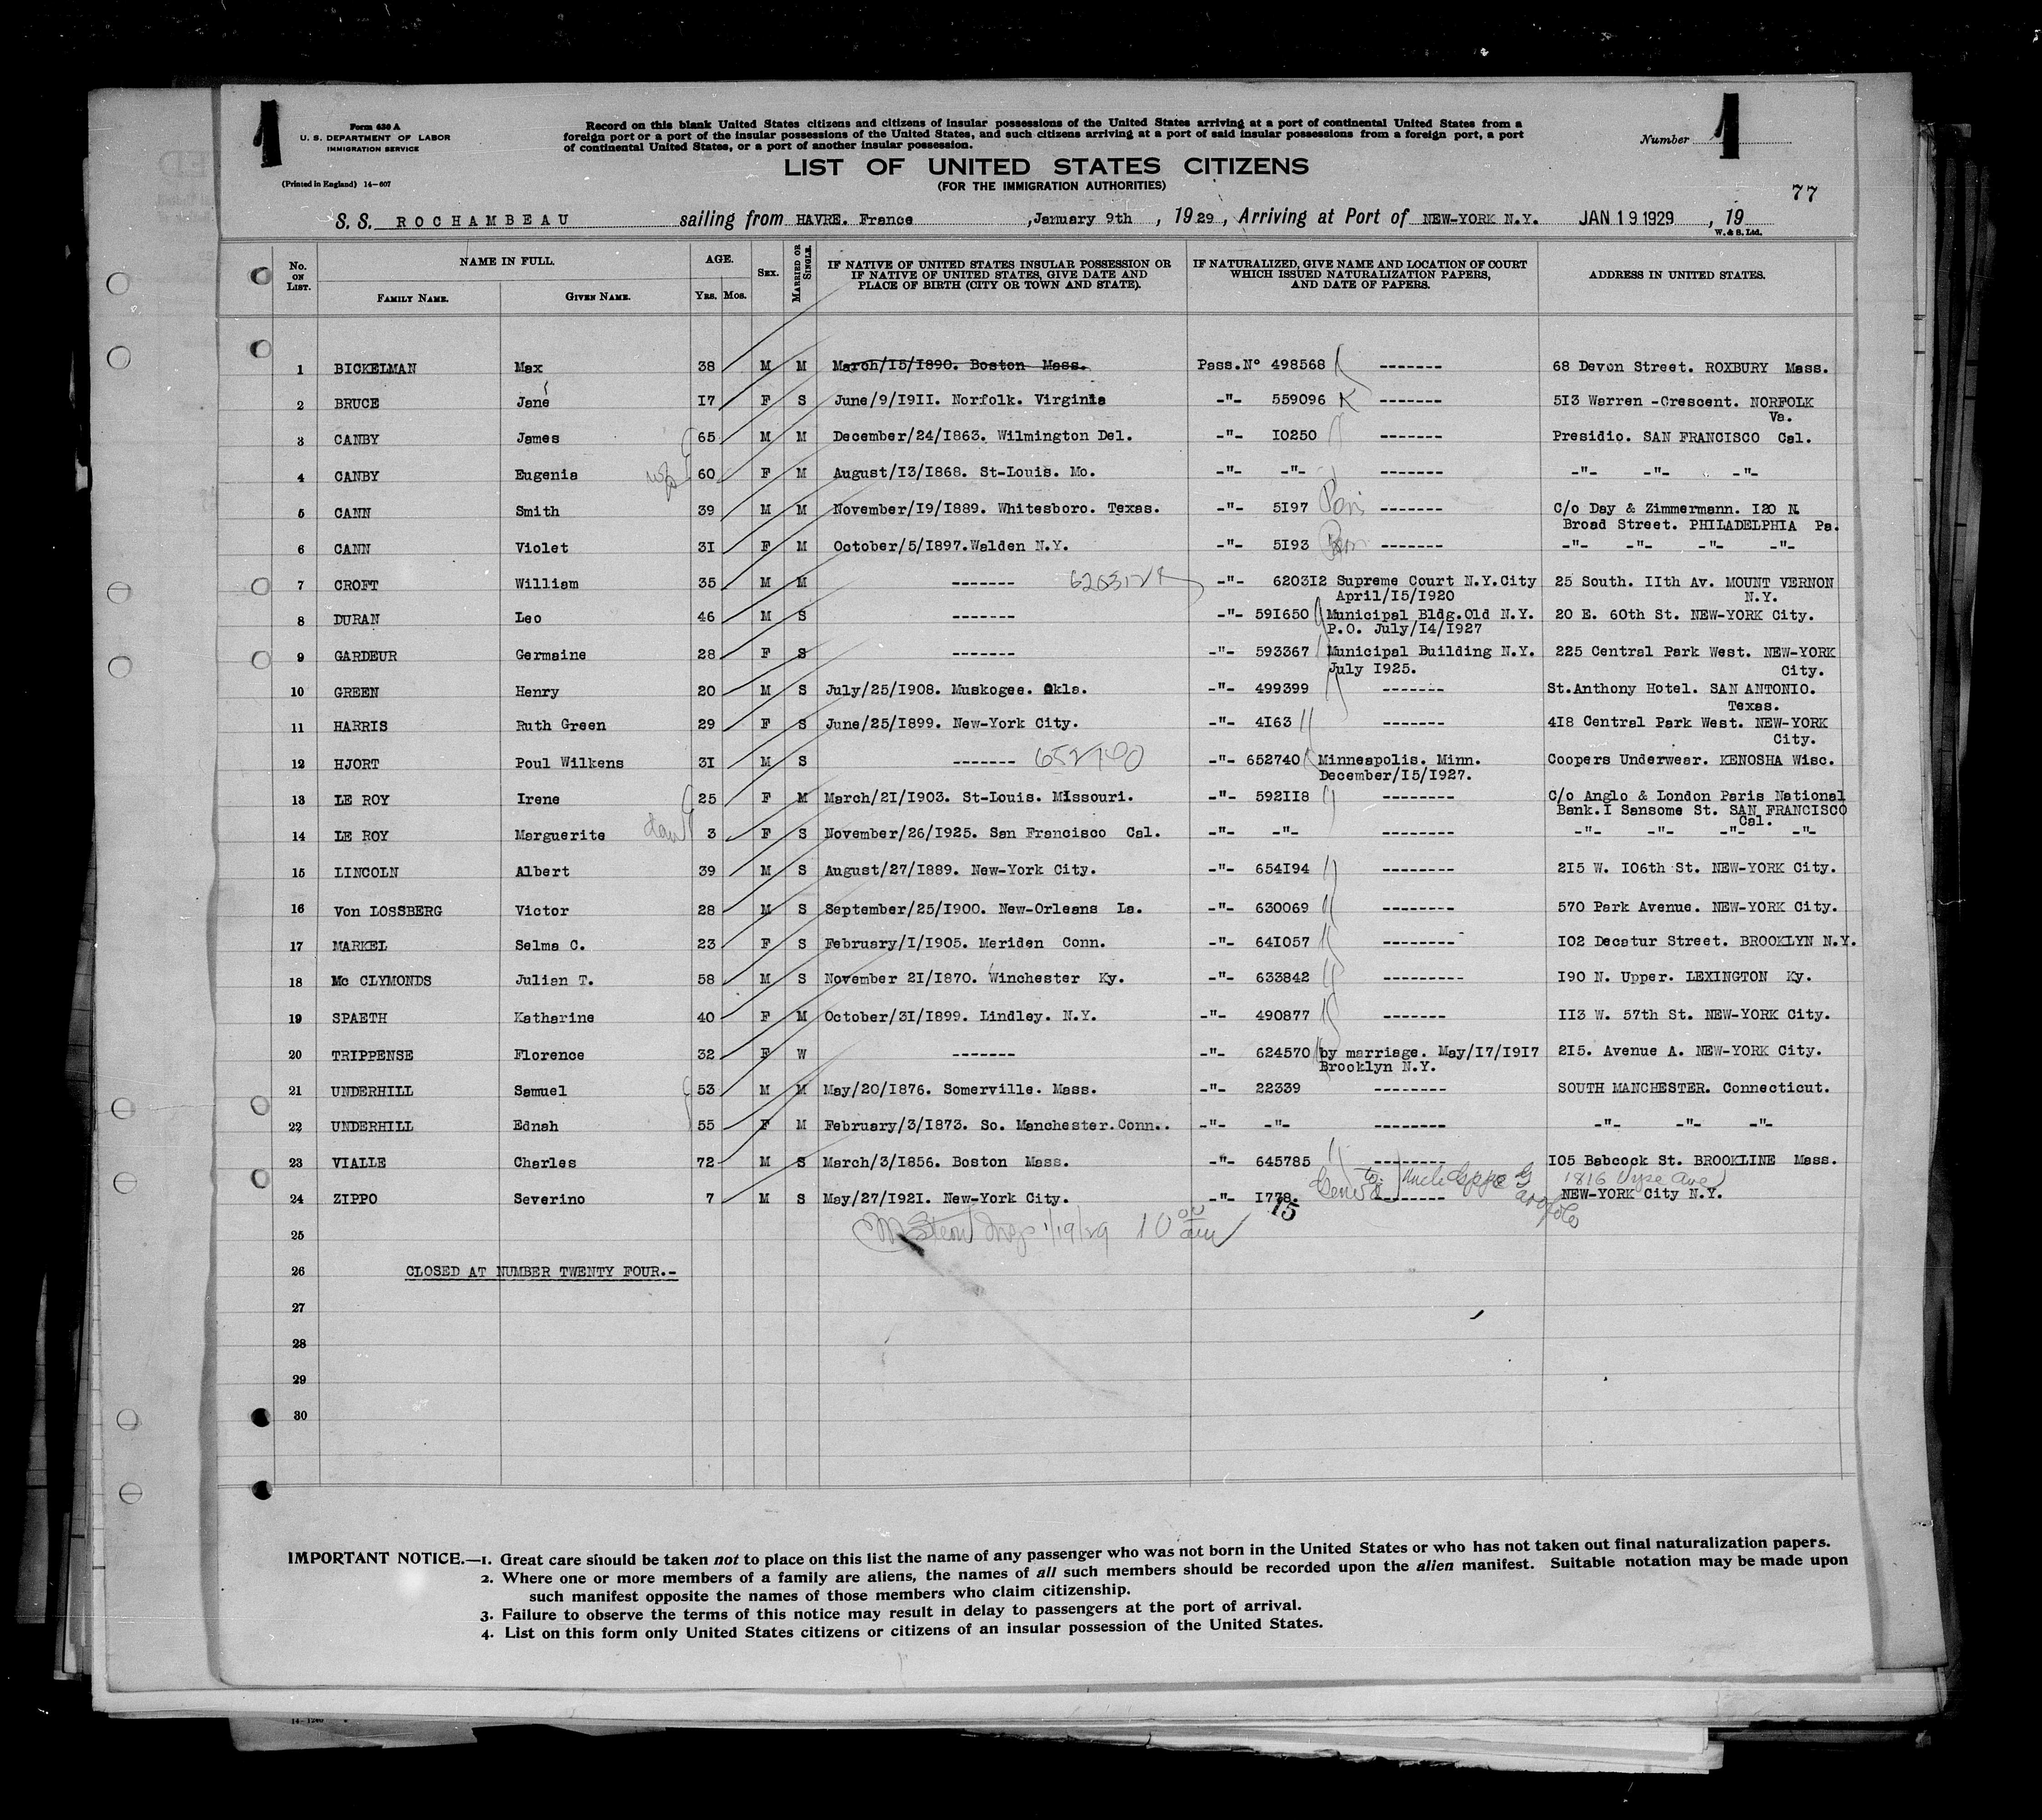 1
Form 630 A
U. S. DEPARTMENT OF LABOR
IMMIGRATION SERVICE
(Printed in England) 14—607
Record on this blank United States citizens and citizens of insular possessions of the United States arriving at a port of continental United States from a
foreign port or a port of the insular possessions of the United States, and such citizens arriving at a port of said insular possessions from a foreign port, a port
of continental United States, or a port of another insular possession.
LIST OF UNITED STATES CITIZENS
(FOR THE IMMIGRATION AUTHORITIES)
Number 1
77
S. S. ROCHAMBEAU sailing from HAVRE. France ,January 9th , 19 29 , Arriving at Port of NEW-YORK N.Y. JAN 19 1929 , 19
W. & S. Ltd.
No. ON LIST. NAME IN FULL. FAMILY NAME. GIVEN NAME. AGE. YRS. MOS. SEX. MARRIED OR SINGLE. IF NATIVE OF UNITED STATES INSULAR POSSESSION OR IF NATIVE OF UNITED STATES, GIVE DATE AND PLACE OF BIRTH (CITY OR TOWN AND STATE). IF NATURALIZED, GIVE NAME AND LOCATION OF COURT WHICH ISSUED NATURALIZATION PAPERS, AND DATE OF PAPERS. ADDRESS IN UNITED STATES.
1 BICKELMAN Max 38 M M March/15/1890. Boston Mass. Pass.N° 498568 ------- 68 Devon Street. ROXBURY Mass.
2 BRUCE Jane 17 F S June/9/1911. Norfolk. Virginia -"- 559096 K ------- 513 Warren -Crescent. NORFOLK
Va.
3 CANBY James 65 M M December/24/1863. Wilmington Del. -"- 10250 ------- Presidio. SAN FRANCISCO Cal.
4 CANBY Eugenia 60 F M August/13/1868. St-Louis. Mo. -"- -"- ------- -"- -"- -"-
5 CANN Smith 39 M M November/19/1889. Whitesboro. Texas. -"- 5197 ------- C/o Day & Zimmermann. 120 N.
Broad Street. PHILADELPHIA Pa.
6 CANN Violet 31 F M October/5/1897.Walden N.Y. -"- 5193 ------- -"- -"- -"- -"-
7 CROFT William 35 M M ------- 620312 -"- 620312 Supreme Court N.Y.City 25 South. 11th Av. MOUNT VERNON
April/15/1920 N.Y.
8 DURAN Leo 46 M S ------- -"- 591650 Municipal Bldg.Old N.Y. 20 E. 60th St. NEW-YORK City.
P.O. July/14/1927
9 GARDEUR Germaine 28 F S ------- -"- 593367 Municipal Building N.Y. 225 Central Park West. NEW-YORK
July 1925. City.
10 GREEN Henry 20 M S July/25/1908. Muskogee. Okla. -"- 499399 ------- St.Anthony Hotel. SAN ANTONIO.
Texas.
11 HARRIS Ruth Green 29 F S June/25/1899. New-York City. -"- 4163 ------- 418 Central Park West. NEW-YORK
City.
12 HJORT Poul Wilkens 31 M S ------- 652740 -"- 652740 Minneapolis. Minn. Coopers Underwear. KENOSHA Wisc.
December/15/1927.
13 LE ROY Irene 25 F M March/21/1903. St-Louis. Missouri. -"- 592118 -------- C/o Anglo & London Paris National
Bank.1 Sansome St. SAN FRANCISCO
Cal.
14 LE ROY Marguerite 3 F S November/26/1925. San Francisco Cal. -"- -"- -------- -"- -"- -"- -"-
15 LINCOLN Albert 39 M S August/27/1889. New-York City. -"- 654194 -------- 215 W. 106th St. NEW-YORK City.
16 Von LOSSBERG Victor 28 M S September/25/1900. New-Orleans La. -"- 630069 -------- 570 Park Avenue. NEW-YORK City.
17 MARKEL Selma C. 23 F S February/1/1905. Meriden Conn. -"- 641057 -------- 102 Decatur Street. BROOKLYN N.Y.
18 Mc CLYMONDS Julian T. 58 M S November 21/1870. Winchester Ky. -"- 633842 --------- 190 N. Upper. LEXINGTON Ky.
19 SPAETH Katharine 40 F M October/31/1899. Lindley. N.Y. -"- 490877 ------- 113 W. 57th St. NEW-YORK City.
20 TRIPPENSE Florence 32 F W ------- -"- 624570 by marriage. May/17/1917 215. Avenue A. NEW-YORK City.
Brooklyn N.Y.
21 UNDERHILL Samuel 53 M M May/20/1876. Somerville. Mass. -"- 22339 -------- SOUTH MANCHESTER. Connecticut.
22 UNDERHILL Ednah 55 F M February/3/1873. So. Manchester.Conn.. -"- -"- -------- -"- -"- -"-
23 VIALLE Charles 72 M S March/3/1856. Boston Mass. -"- 645785 -------- 105 Babcock St. BROOKLINE Mass.
to uncle 1816 Vyse Ave
24 ZIPPO Severino 7 M S May/27/1921. New-York City. -"- 1778. -------- NEW-YORK City N.Y.
15
25 1/19/29 10 00 am
26 CLOSED AT NUMBER TWENTY FOUR.-
27
28
29
30
IMPORTANT NOTICE.—1. Great care should be taken not to place on this list the name of any passenger who was not born in the United States or who has not taken out final naturalization papers.
2. Where one or more members of a family are aliens, the names of all such members should be recorded upon the alien manifest. Suitable notation may be made upon
such manifest opposite the names of those members who claim citizenship.
3. Failure to observe the terms of this notice may result in delay to passengers at the port of arrival.
4. List on this form only United States citizens or citizens of an insular possession of the United States.
14—1240